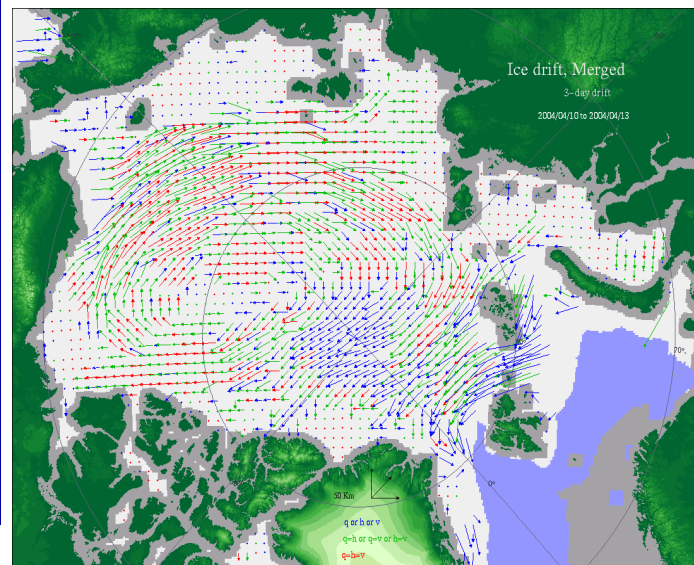 Ice drift, Merged
3-day drift
2004/04/10 to 2004/04/13
70°.
0°
50 Km
q or h or v
q=h or q=v or h=v
q=h=v